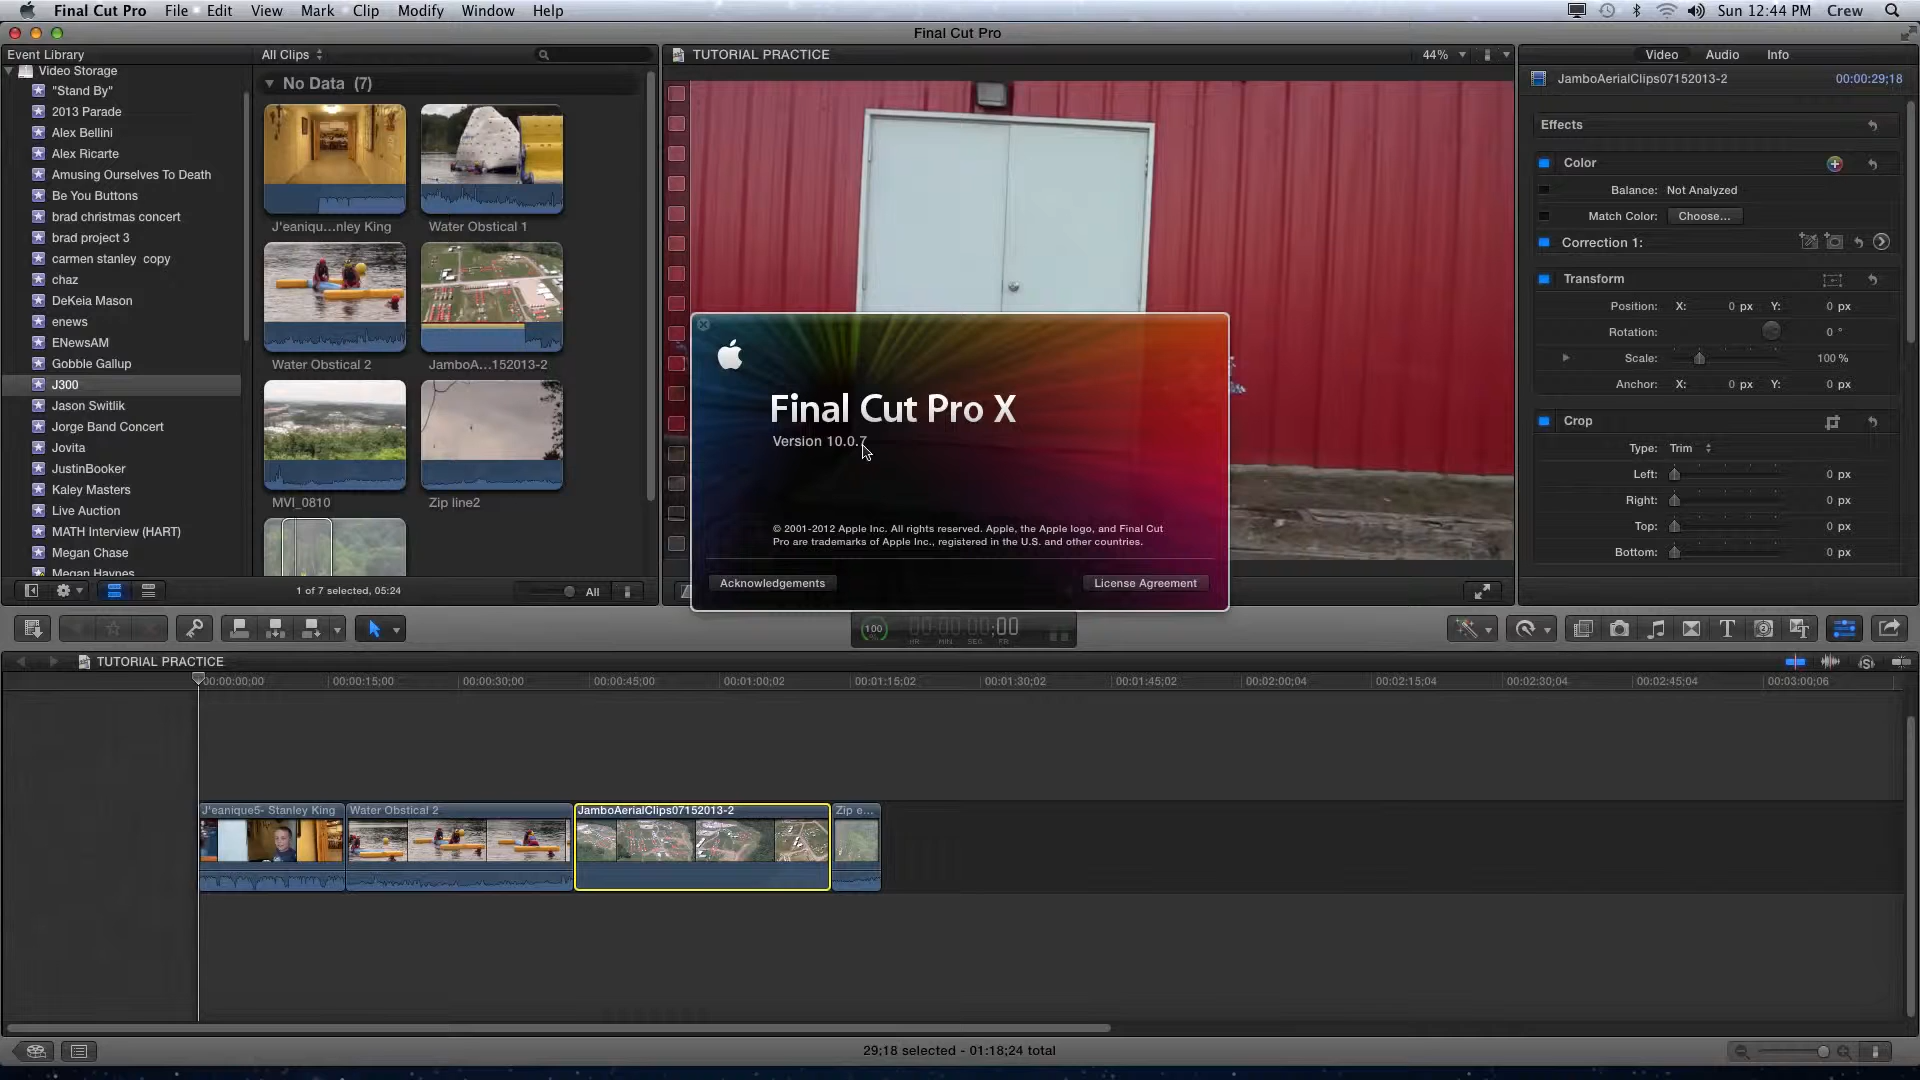 Final Cut Pro File Edit View Mark Clip Modify Window Help Sun 12:44 PM Crew
Final Cut Pro
Event Library
All Clips
TUTORIAL PRACTICE
44%
Video Audio Info
Video Storage
"Stand By"
2013 Parade
Alex Bellini
Alex Ricarte
Amusing Ourselves To Death
Be You Buttons
brad christmas concert
brad project 3
carmen stanley copy
chaz
DeKeia Mason
enews
ENewsAM
Gobble Gallup
J300
Jason Switlik
Jorge Band Concert
Jovita
JustinBooker
Kaley Masters
Live Auction
MATH Interview (HART)
Megan Chase
Megan Haynes
No Data (7)
J'eaniqu...nley King
Water Obstical 1
Water Obstical 2
JamboA...152013-2
MVI_0810
Zip line2
1 of 7 selected, 05:24
All
Final Cut Pro X
Version 10.0.7
© 2001-2012 Apple Inc. All rights reserved. Apple, the Apple logo, and Final Cut
Pro are trademarks of Apple Inc., registered in the U.S. and other countries.
Acknowledgements
License Agreement
JamboAerialClips07152013-2 00:00:29;18
Effects
Color
Balance: Not Analyzed
Match Color: Choose...
Correction 1:
Transform
Position: X: 0 px Y: 0 px
Rotation: 0 °
Scale: 100 %
Anchor: X: 0 px Y: 0 px
Crop
Type: Trim
Left: 0 px
Right: 0 px
Top: 0 px
Bottom: 0 px
100 00:00:00;00
HR MIN SEC FR
TUTORIAL PRACTICE
00:00:00;00 00:00:15;00 00:00:30;00 00:00:45;00 00:01:00;02 00:01:15;02 00:01:30;02 00:01:45;02 00:02:00;04 00:02:15;04 00:02:30;04 00:02:45;04 00:03:00;06
J'eanique5- Stanley King
Water Obstical 2
JamboAerialClips07152013-2
Zip e...
29;18 selected - 01:18;24 total